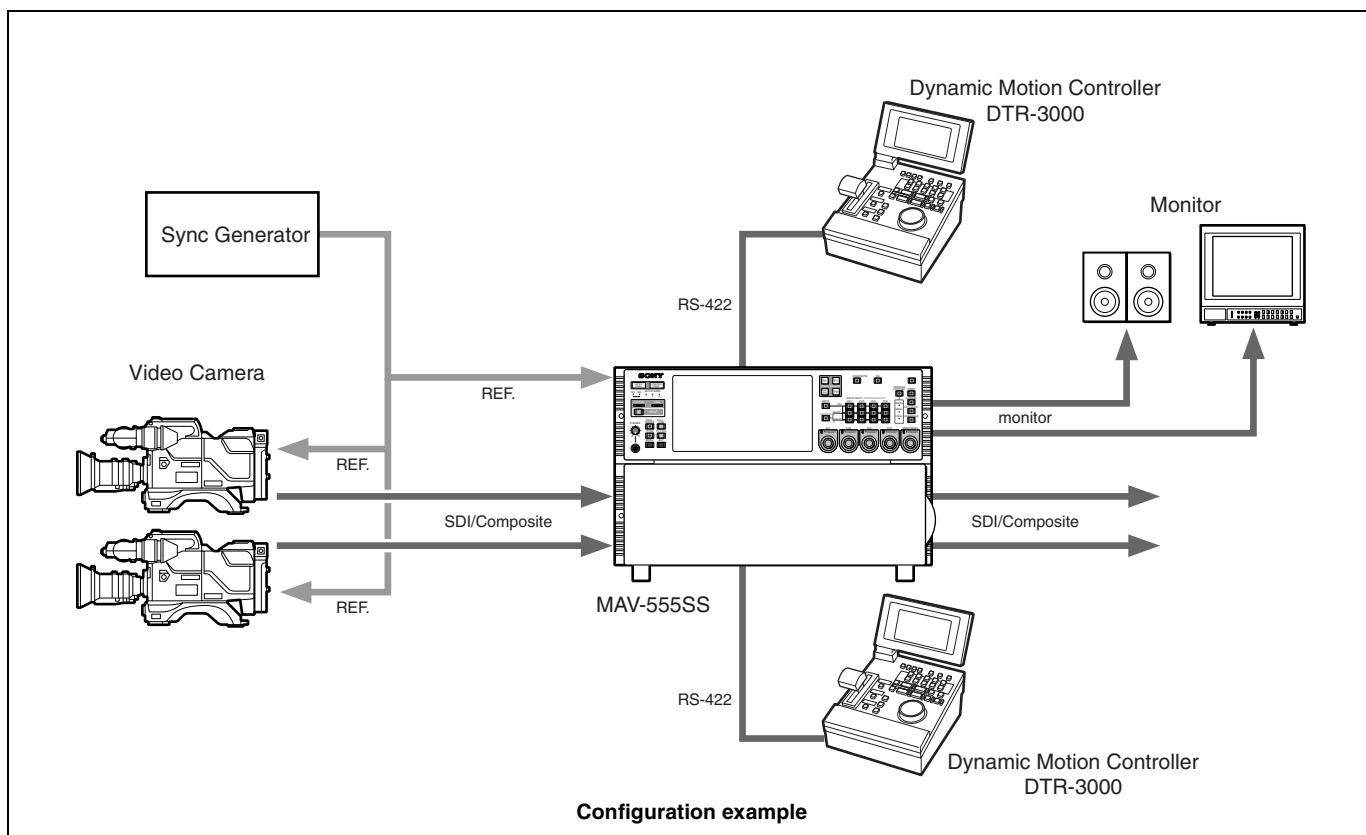 Dynamic Motion Controller
DTR-3000
Sync Generator
Monitor
RS-422
Video Camera
SONY
REF.
monitor
REF.
SDI/Composite
SDI/Composite
REF.
MAV-555SS
RS-422
Dynamic Motion Controller
DTR-3000
Configuration example